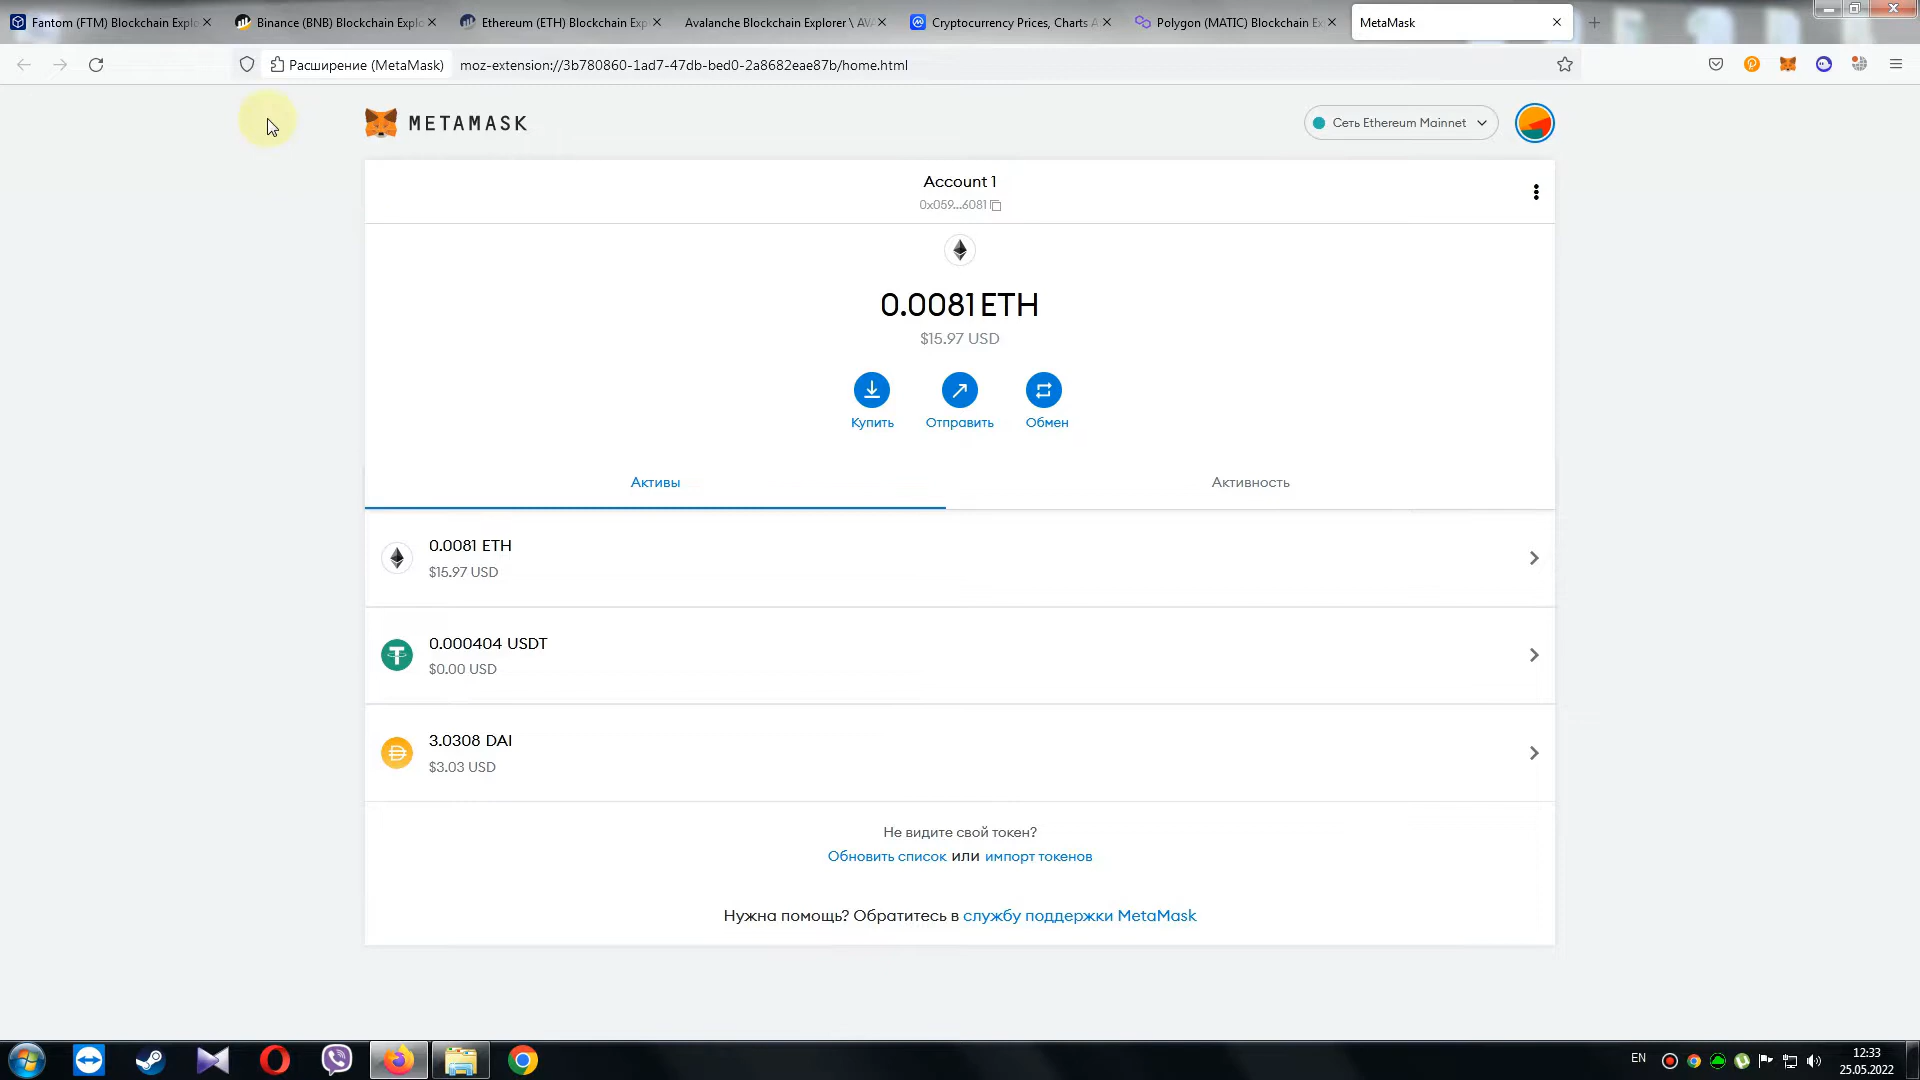 Fantom (FTM) Blockchain Explo
Binance (BNB) Blockchain Explo
Ethereum (ETH) Blockchain Exp
Avalanche Blockchain Explorer \ AVA
Cryptocurrency Prices, Charts A
Polygon (MATIC) Blockchain Ex
MetaMask
Расширение (MetaMask)
moz-extension://3b780860-1ad7-47db-bed0-2a8682eae87b/home.html
METAMASK
Сеть Ethereum Mainnet
Account 1
0x059...6081
0.0081 ETH
$15.97 USD
Купить
Отправить
Обмен
Активы
Активность
0.0081 ETH
$15.97 USD
0.000404 USDT
$0.00 USD
3.0308 DAI
$3.03 USD
Не видите свой токен?
Обновить список или импорт токенов
Нужна помощь? Обратитесь в службу поддержки MetaMask
EN
12:33
25.05.2022